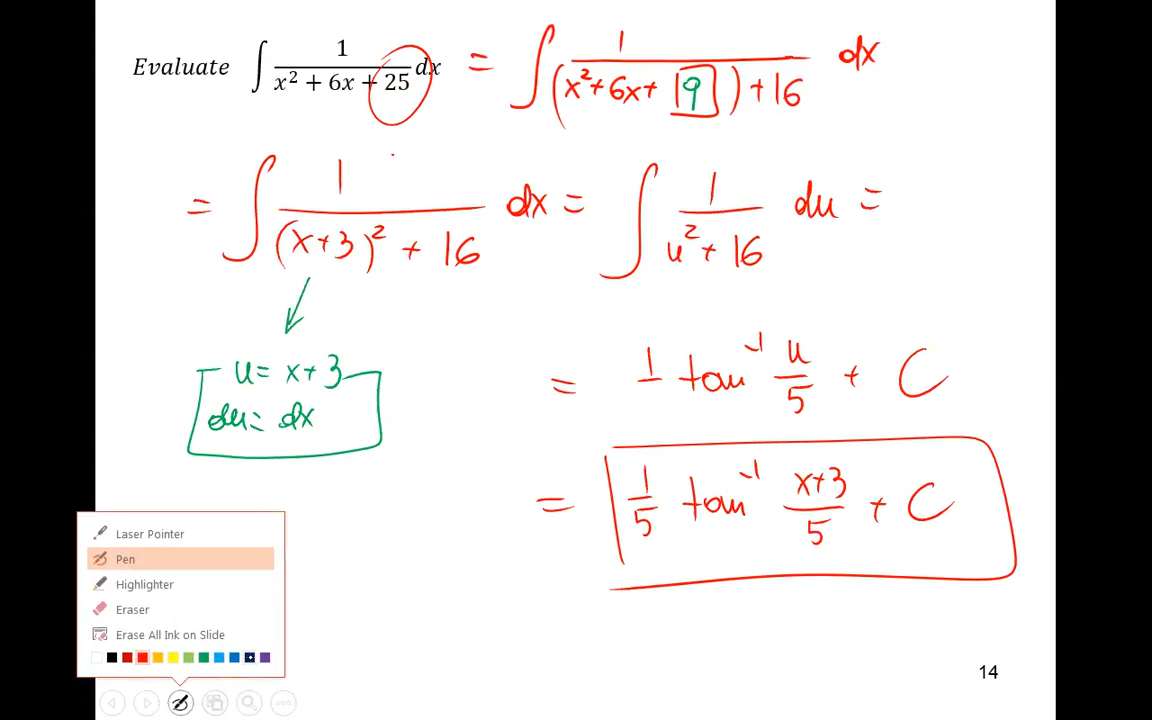 Evaluate ∫ 1/(x² + 6x + 25) dx = ∫ 1/((x² + 6x + 9) + 16) dx
= ∫ 1/((x+3)² + 16) dx = ∫ 1/(u² + 16) du =
u = x+3
du = dx
= 1/ tan⁻¹ u/5 + C
= 1/5 tan⁻¹ (x+3)/5 + C
Laser Pointer
Pen
Highlighter
Eraser
Erase All Ink on Slide
14